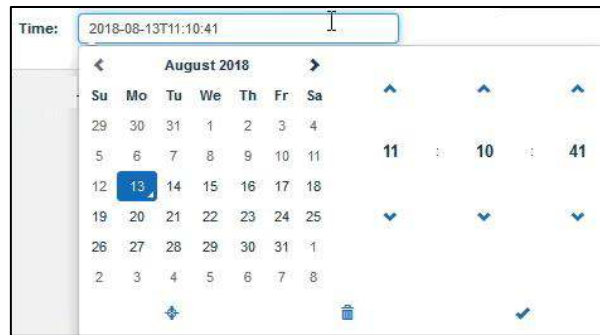 Time: 2018-08-13T11:10:41
August 2018
Su Mo Tu We Th Fr Sa
29 30 31 1 2 3 4
5 6 7 8 9 10 11
11 : 10 : 41
12 13 14 15 16 17 18
19 20 21 22 23 24 25
26 27 28 29 30 31 1
2 3 4 5 6 7 8